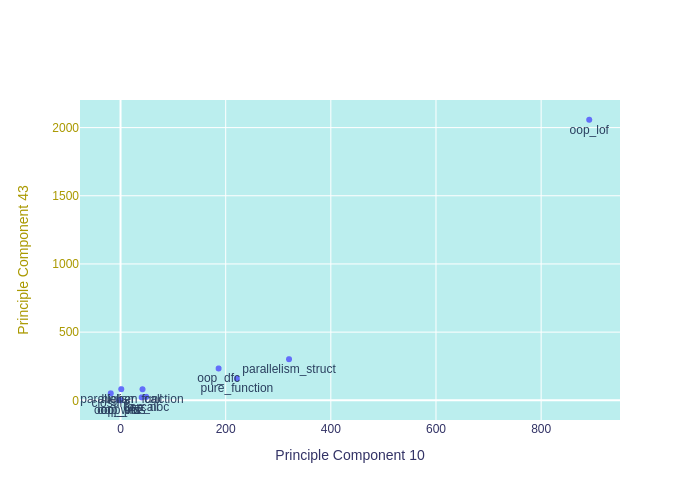 2000
1500
1000
500
0
0
200
400
600
800
Principle Component 43
Principle Component 10
oop_lof
parallelism_struct
oop_dfs
pure_function